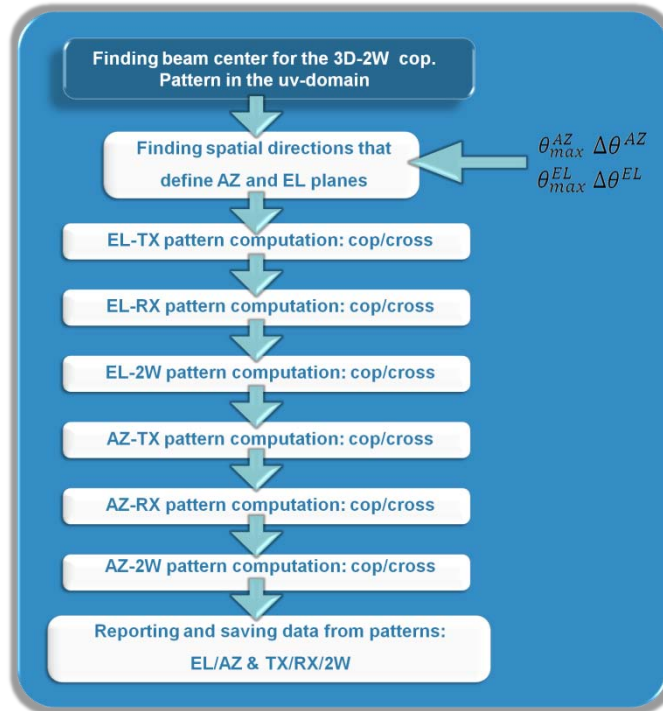 Finding beam center for the 3D-2W cop.
Pattern in the uv-domain
Finding spatial directions that
define AZ and EL planes
θ_max^AZ Δθ^AZ
θ_max^EL Δθ^EL
EL-TX pattern computation: cop/cross
EL-RX pattern computation: cop/cross
EL-2W pattern computation: cop/cross
AZ-TX pattern computation: cop/cross
AZ-RX pattern computation: cop/cross
AZ-2W pattern computation: cop/cross
Reporting and saving data from patterns:
EL/AZ & TX/RX/2W